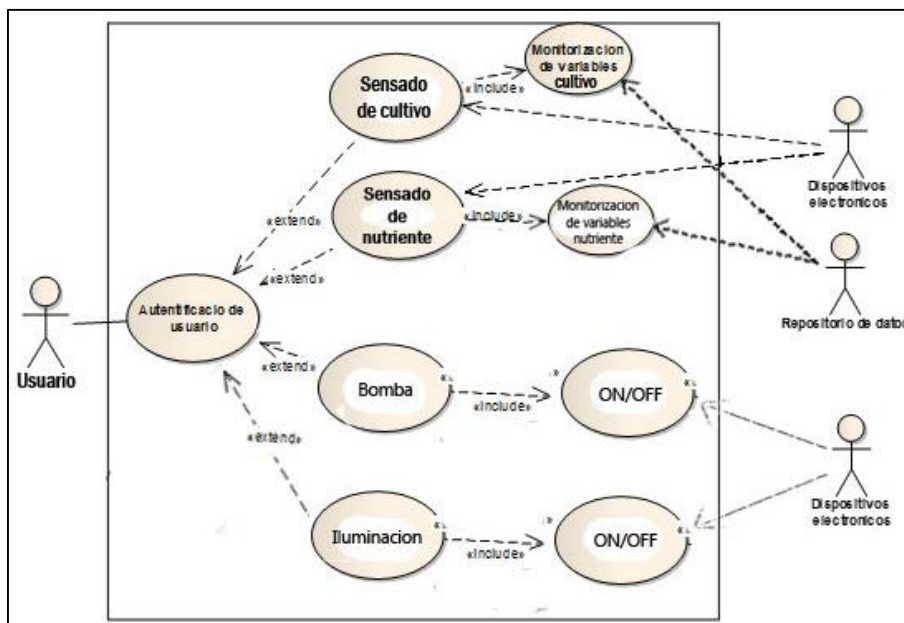 Monitorizacion
de variables
cultivo
Sensado
de cultivo
«include»
Dispositivos
electronicos
Sensado
de
nutriente
«include»
Monitorizacion
de variables
nutriente
«extend»
«extend»
Repositorio de datos
Autentificacio de
usuario
Usuario
«extend»
Bomba
«include»
ON/OFF
«extend»
Dispositivos
electronicos
Iluminacion
«include»
ON/OFF